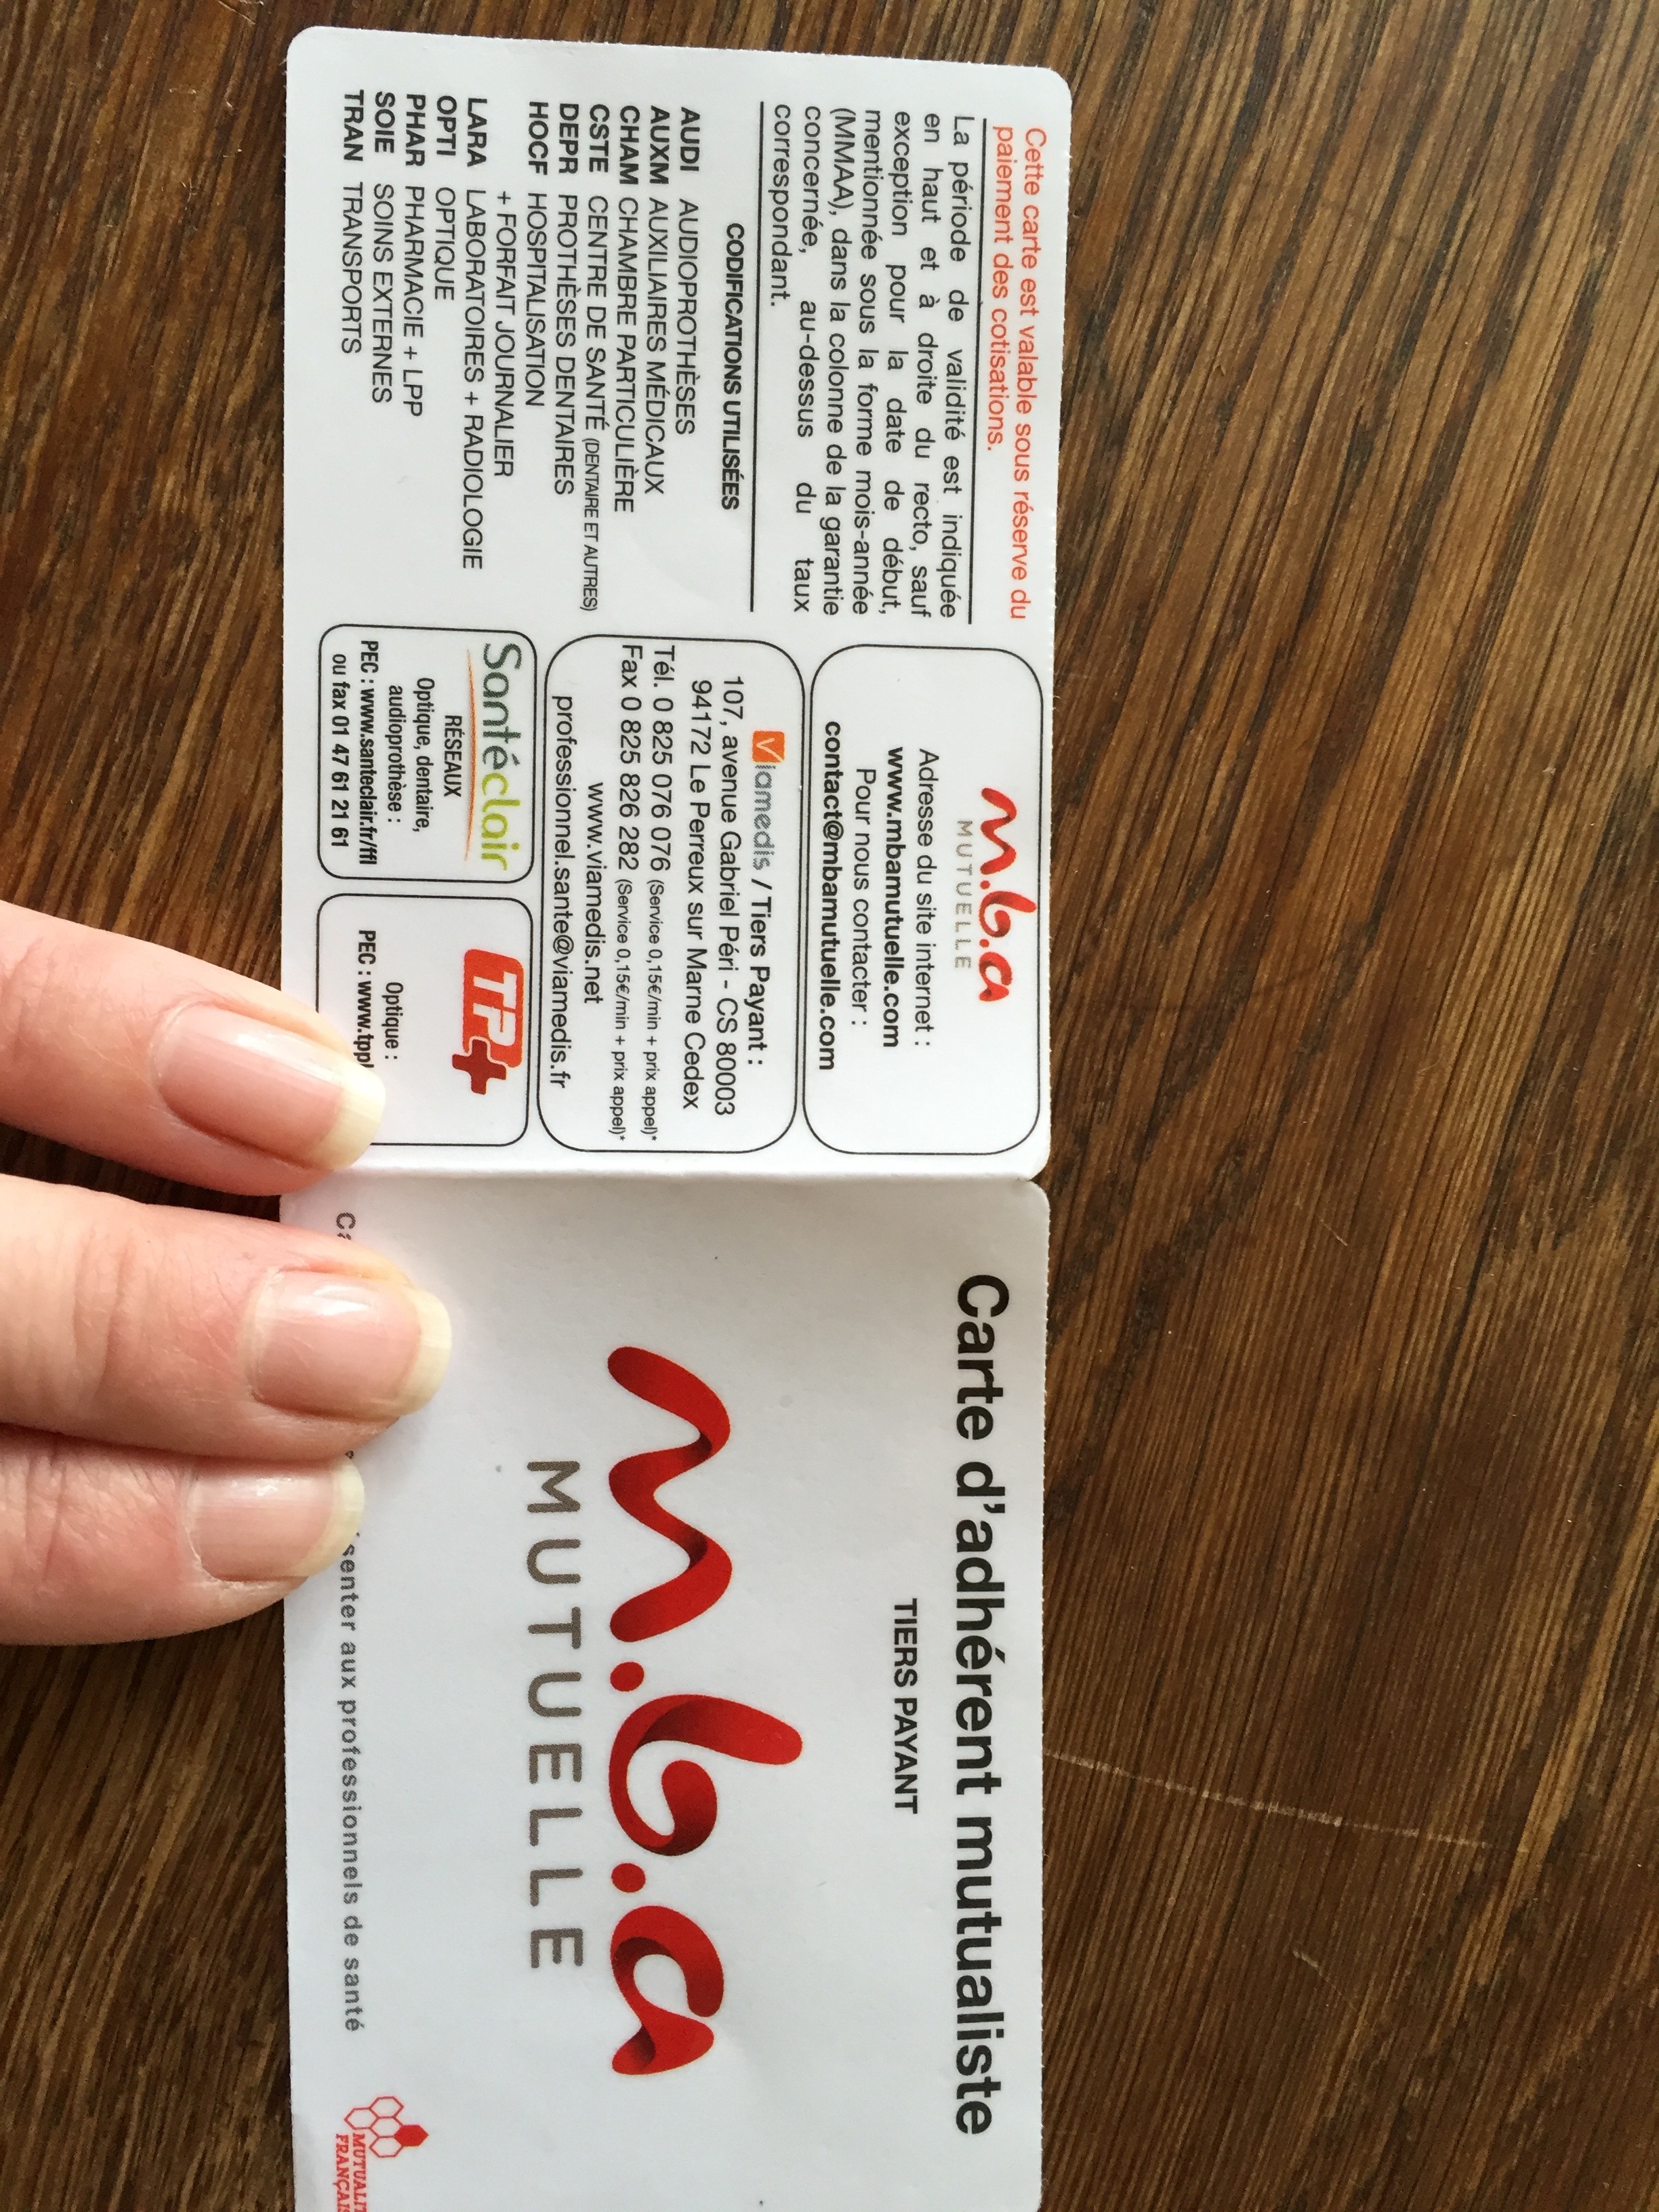 Cette carte est valable sous réserve du
paiement des cotisations.
La période de validité est indiquée
en haut et à droite du recto, sauf
exception pour la date de début,
mentionnée sous la forme mois-année
(MMAA), dans la colonne de la garantie
concernée, au-dessus du taux
correspondant.
CODIFICATIONS UTILISÉES
AUDI AUDIOPROTHÈSES
AUXM AUXILIAIRES MÉDICAUX
CHAM CHAMBRE PARTICULIÈRE
CSTE CENTRE DE SANTÉ (DENTAIRE ET AUTRES)
DEPR PROTHÈSES DENTAIRES
HOCF HOSPITALISATION
+ FORFAIT JOURNALIER
LARA LABORATOIRES + RADIOLOGIE
OPTI OPTIQUE
PHAR PHARMACIE + LPP
SOIE SOINS EXTERNES
TRAN TRANSPORTS
m.b.a
MUTUELLE
Adresse du site internet :
www.mbamutuelle.com
Pour nous contacter :
contact@mbamutuelle.com
Viamedis / Tiers Payant :
107, avenue Gabriel Péri - CS 80003
94172 Le Perreux sur Marne Cedex
Tél. 0 825 076 076 (Service 0,15€/min + prix appel)*
Fax 0 825 826 282 (Service 0,15€/min + prix appel)*
www.viamedis.net
professionnel.sante@viamedis.fr
Santéclair
RÉSEAUX
Optique, dentaire,
audioprothèse :
PEC : www.santeclair.fr/ffl
ou fax 01 47 61 21 61
TP+
Optique :
PEC : www.tppl
Carte d'adhérent mutualiste
TIERS PAYANT
m.b.a
MUTUELLE
senter aux professionnels de santé
MUTUALIT
FRANÇAIS